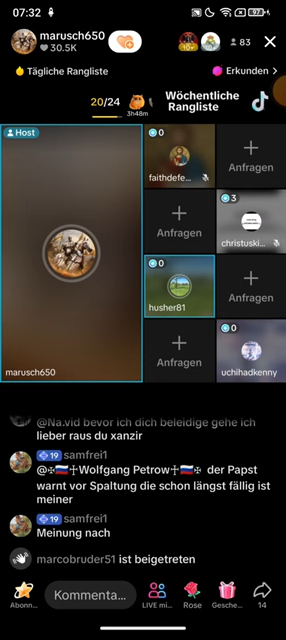 07:32
97
marusch650
30.5K
10+
83
Tägliche Rangliste
Erkunden >
20/24
3h48m
Wöchentliche
Rangliste
Host
marusch650
0
faithdefe...
Anfragen
Anfragen
3
christuski...
0
husher81
Anfragen
Anfragen
0
uchihadkenny
@Na.vid bevor ich dich beleidige gehe ich
lieber raus du xanzir
19 samfrei1
@✠🇷🇺☦Wolfgang Petrow☦🇷🇺✠ der Papst
warnt vor Spaltung die schon längst fällig ist
meiner
19 samfrei1
Meinung nach
marcobruder51 ist beigetreten
Abonn...
Kommenta...
LIVE mi...
Rose
Gesche...
14